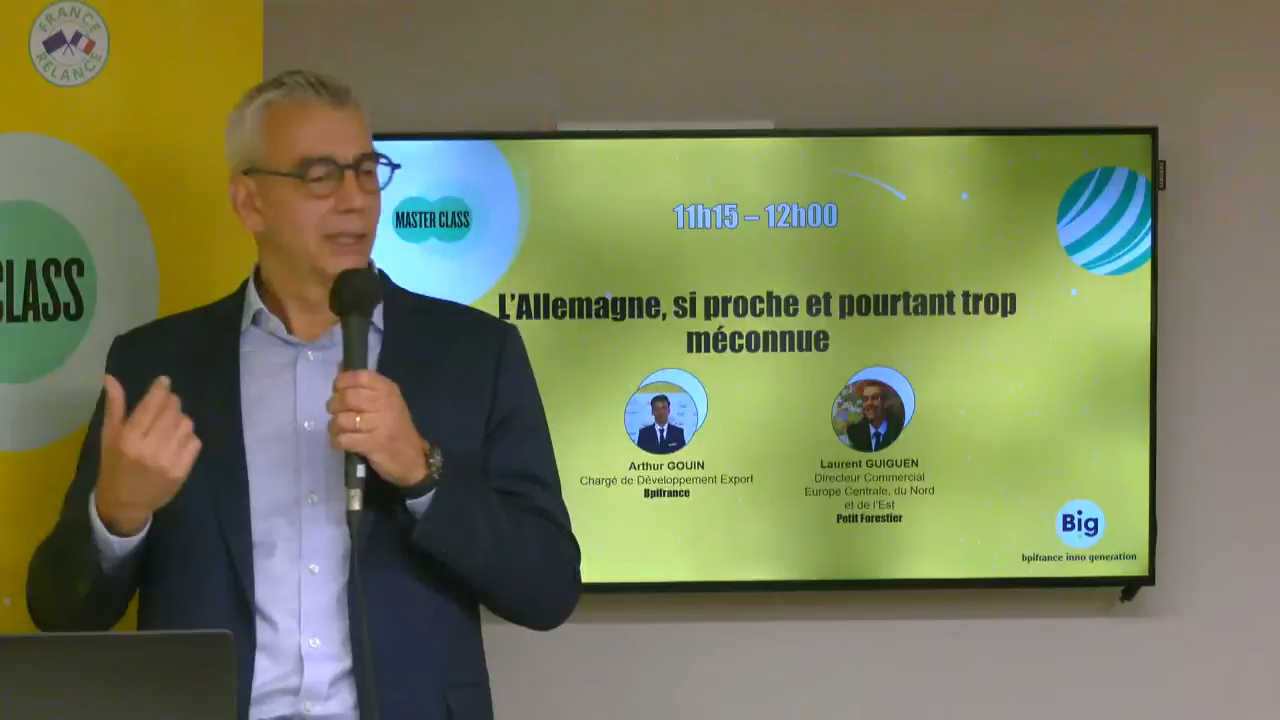 FRANCE
RELANCE
CLASS
MASTER CLASS
11h15 – 12h00
L'Allemagne, si proche et pourtant trop
méconnue
Arthur GOUIN
Chargé de Développement Export
Bpifrance
Laurent GUIGUEN
Directeur Commercial
Europe Centrale, du Nord
et de l'Est
Petit Forestier
Big
bpifrance inno generation